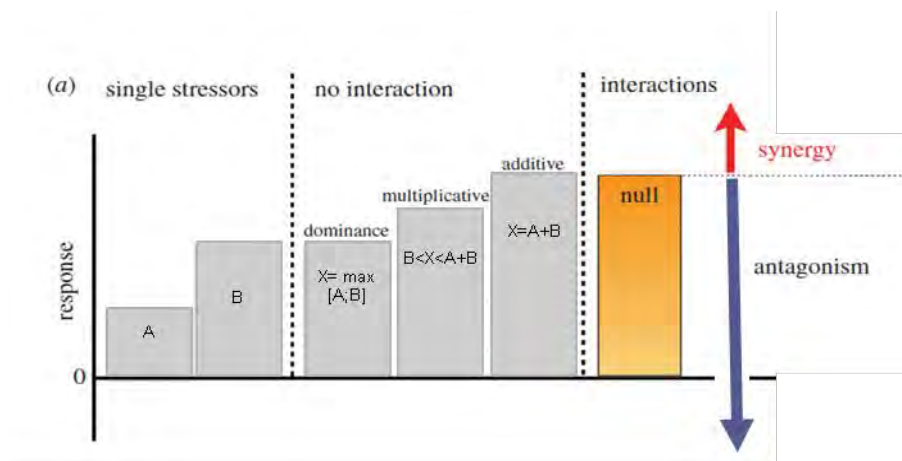 (a) single stressors no interaction interactions
synergy
additive
null
multiplicative
dominance
X=A+B
B<X<A+B
X= max
[A;B]
antagonism
response
B
A
0